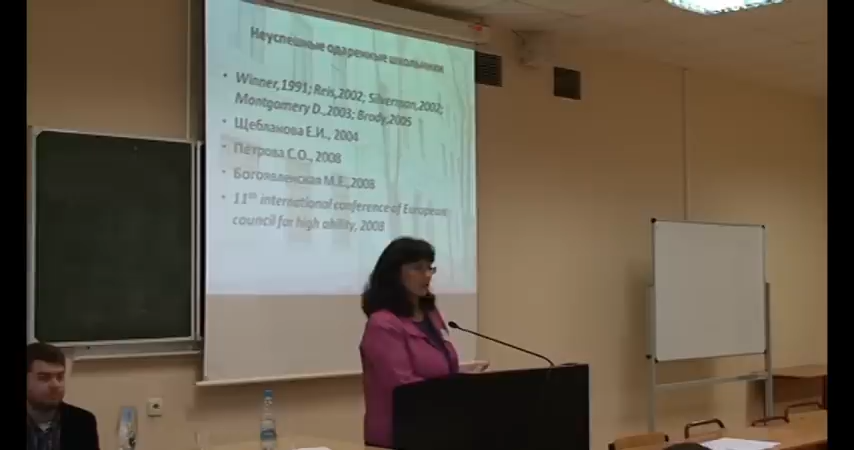 Неуспешные одаренные школьники
• Winner,1991; Reis,2002; Silverman,2002;
Montgomery D.,2003; Brody,2005
• Щебланова Е.И., 2004
• Петрова С.О., 2008
• Богоявленская М.Е.,2008
• 11th international conference of European
council for high ability, 2008